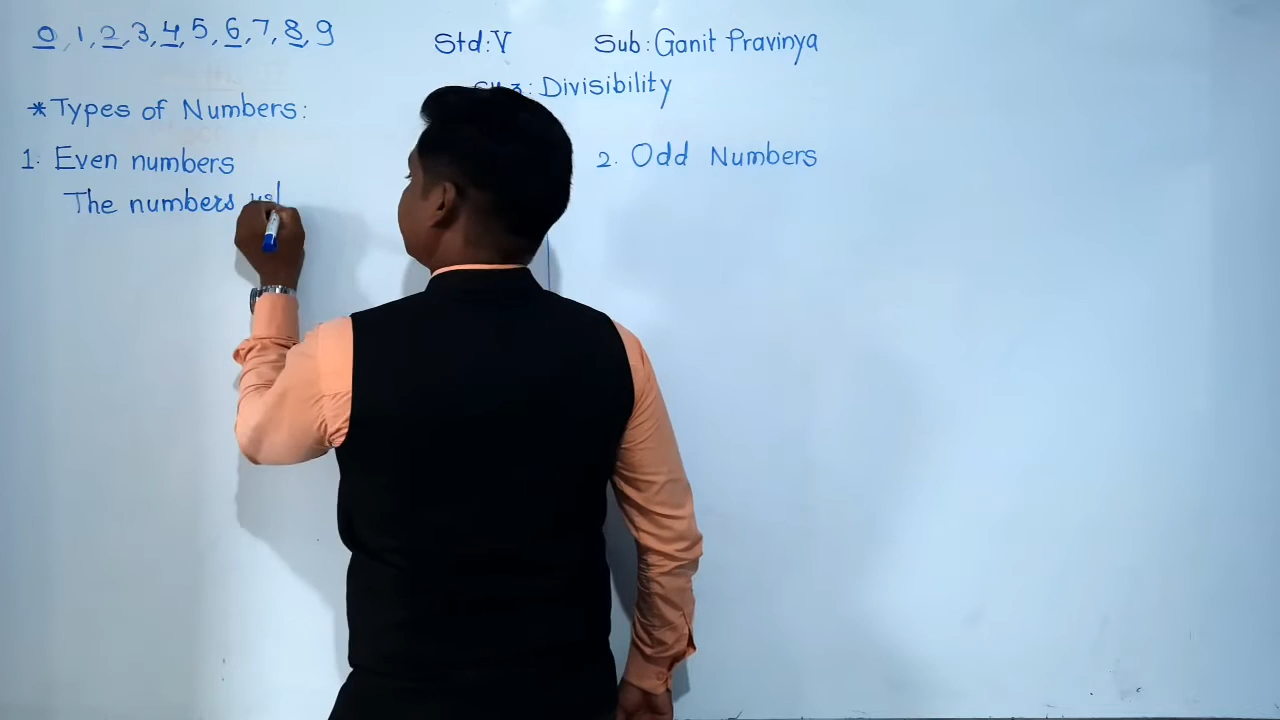 0, 1, 2, 3, 4, 5, 6, 7, 8, 9
Std: V Sub: Ganit Pravinya
3: Divisibility
* Types of Numbers:
1. Even numbers
The numbers
2. Odd Numbers